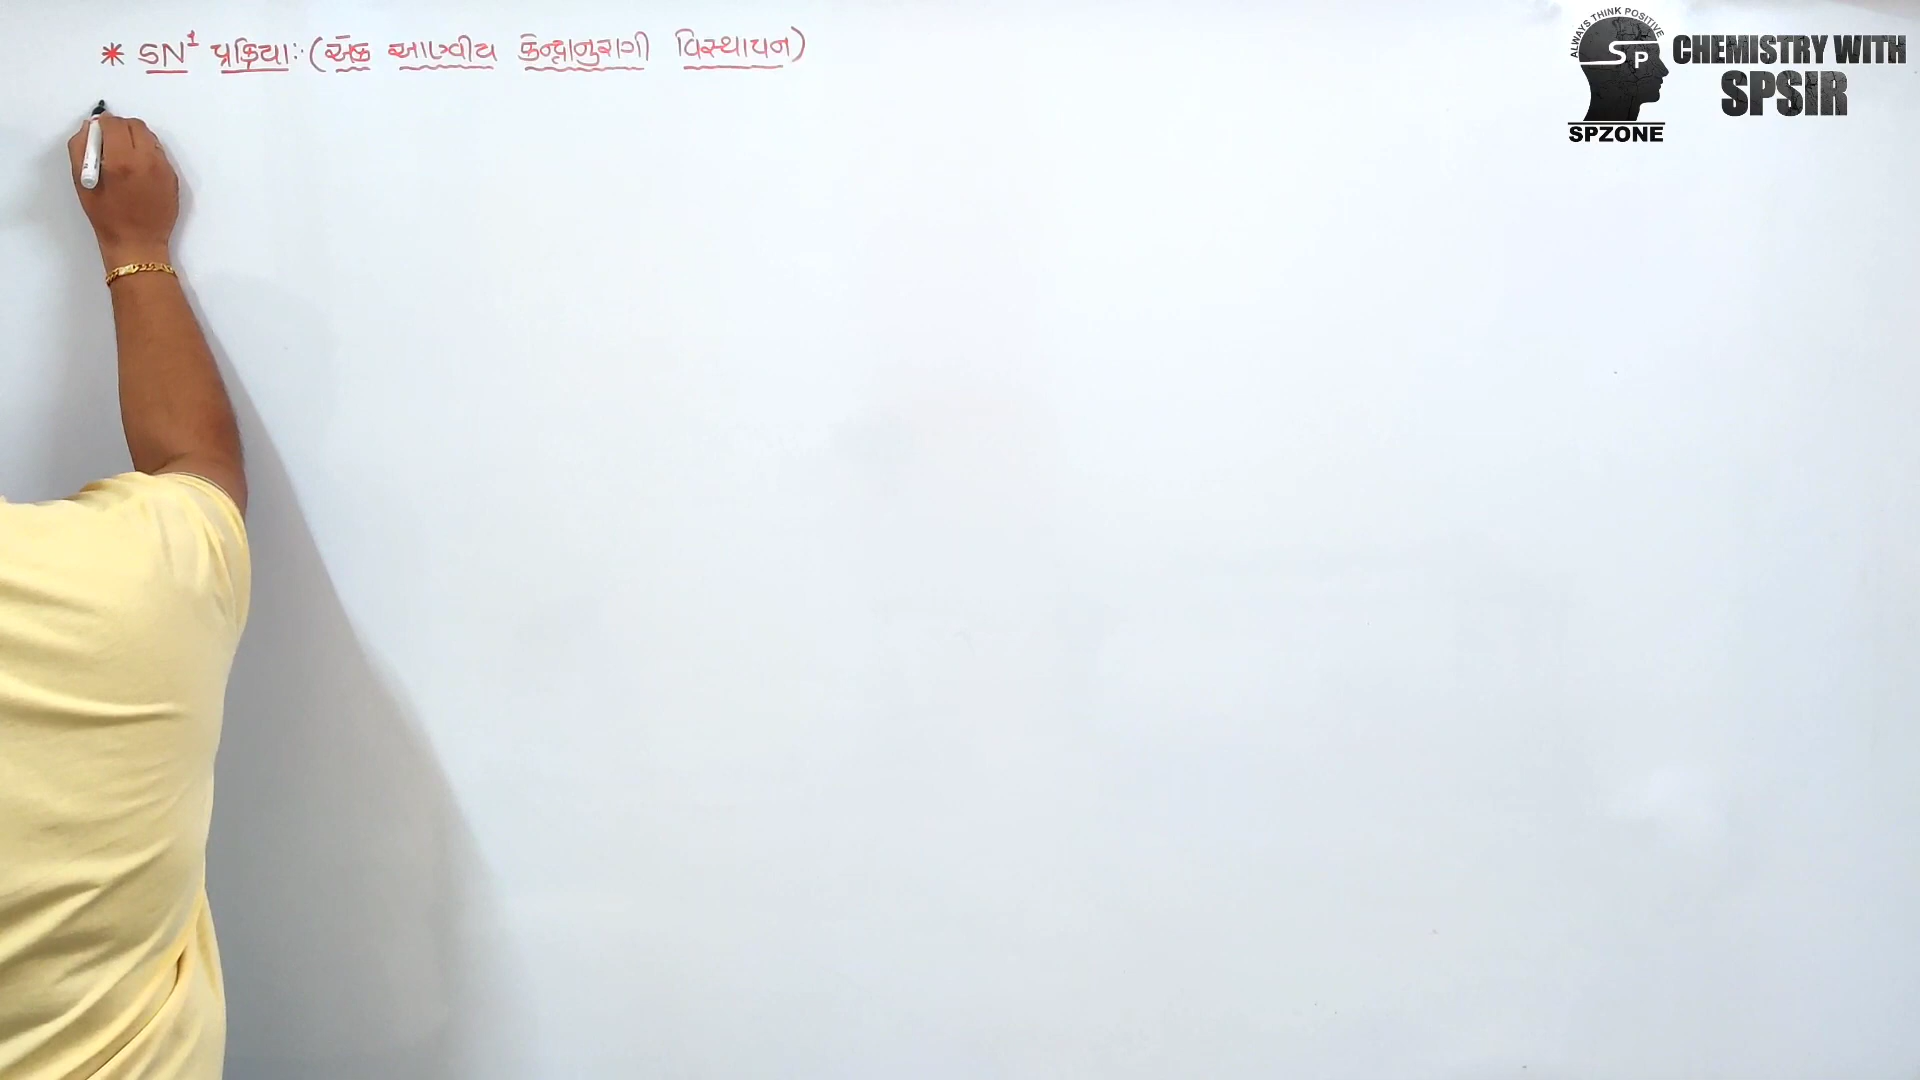 * SN¹ પ્રક્રિયા:- (એક આણ્વીય કેન્દ્રાનુરાગી વિસ્થાપન)
ALWAYS THINK POSITIVE
SP
SPZONE
CHEMISTRY WITH
SPSIR